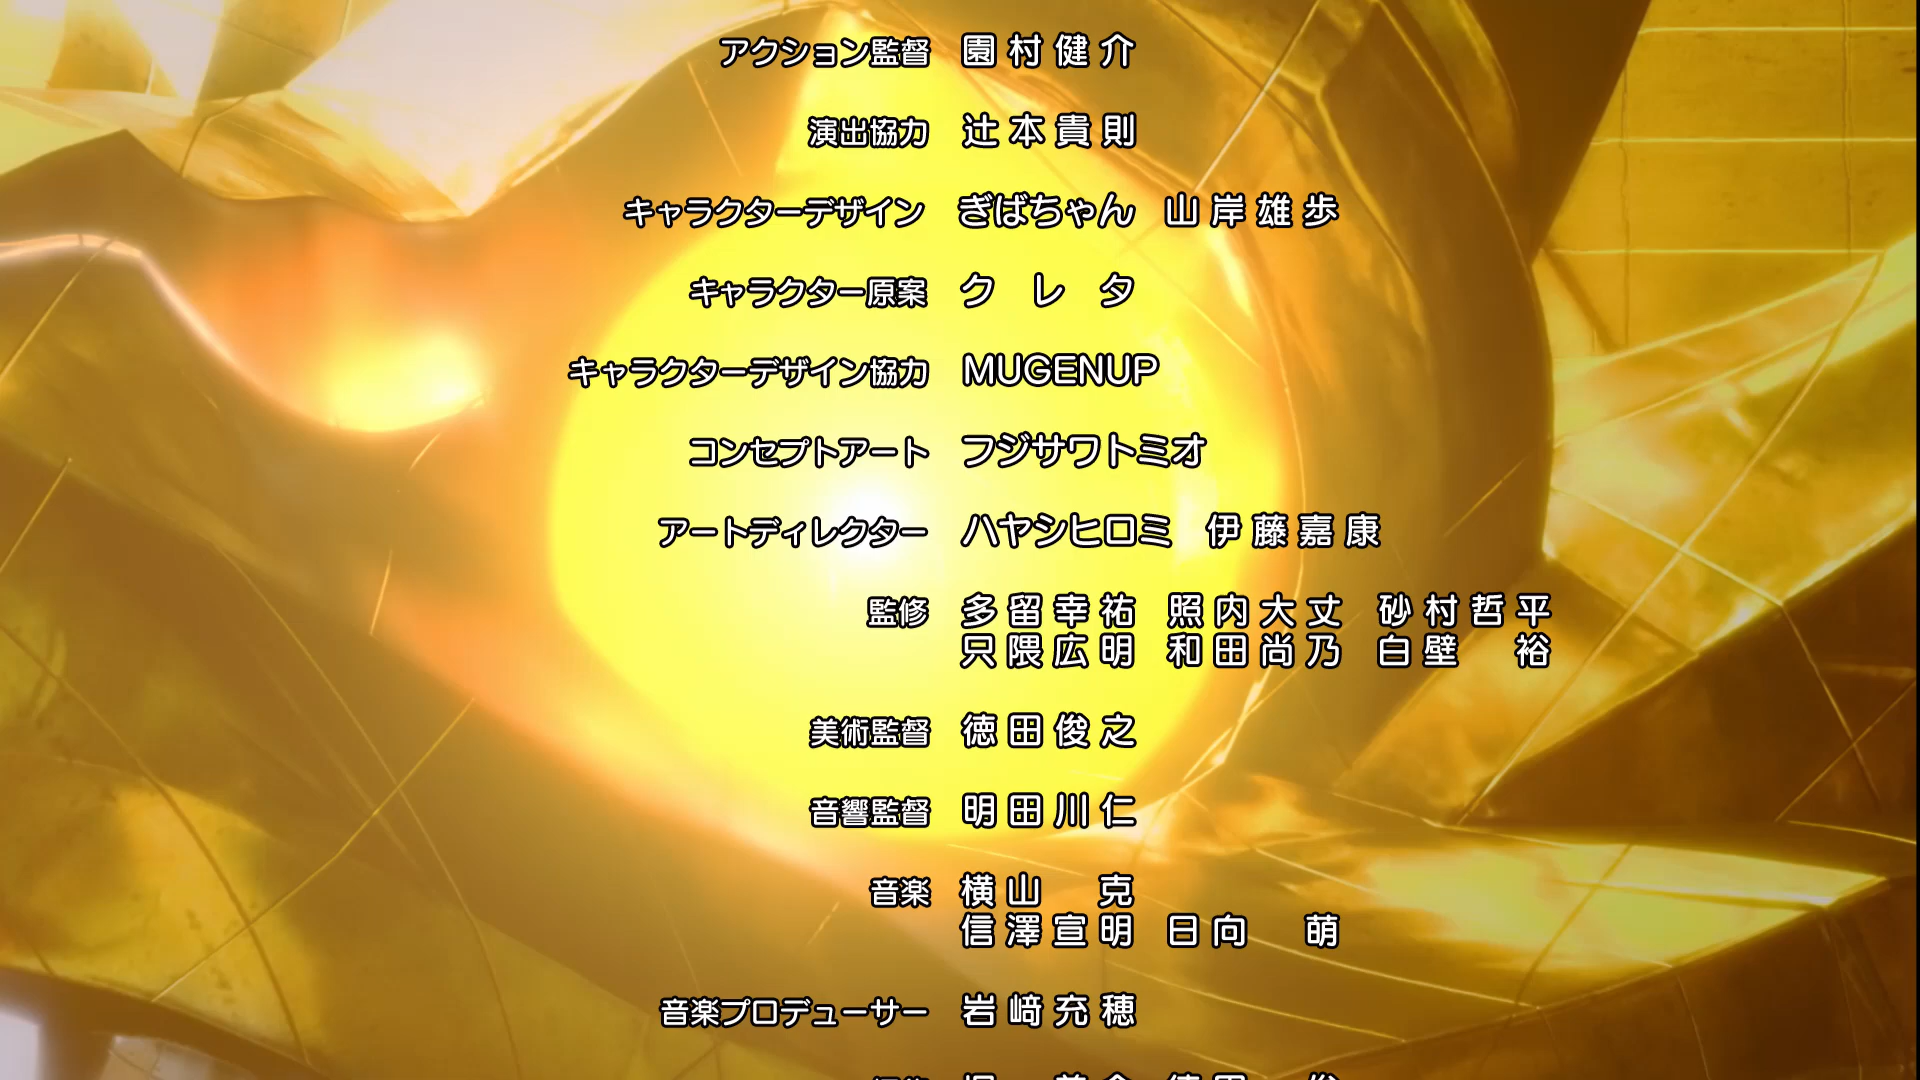 アクション監督 園村健介
演出協力 辻本貴則
キャラクターデザイン ぎばちゃん 山岸雄歩
キャラクター原案 クレタ
キャラクターデザイン協力 MUGENUP
コンセプトアート フジサワトミオ
アートディレクター ハヤシヒロミ 伊藤嘉康
監修 多留幸祐 照内大丈 砂村哲平
只隈広明 和田尚乃 白壁 裕
美術監督 徳田俊之
音響監督 明田川仁
音楽 横山 克
信澤宣明 日向 萌
音楽プロデューサー 岩﨑充穂